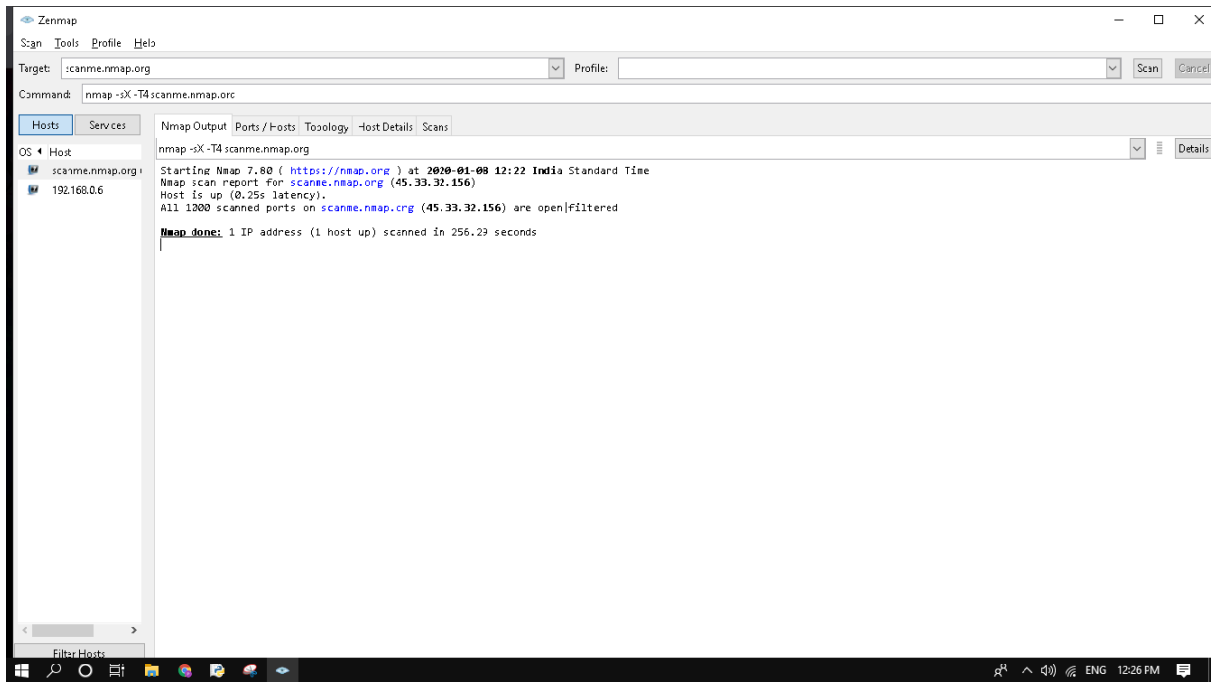 Zenmap
Scan Tools Profile Help
Target: scanme.nmap.org Profile: Scan Cancel
Command: nmap -sX -T4 scanme.nmap.org
Hosts Services Nmap Output Ports / Hosts Topology Host Details Scans
OS Host nmap -sX -T4 scanme.nmap.org Details
scanme.nmap.org
192.168.0.6
Starting Nmap 7.80 ( https://nmap.org ) at 2020-01-08 12:22 India Standard Time
Nmap scan report for scanme.nmap.org (45.33.32.156)
Host is up (0.25s latency).
All 1000 scanned ports on scanme.nmap.org (45.33.32.156) are open|filtered
Nmap done: 1 IP address (1 host up) scanned in 256.29 seconds
Filter Hosts
ENG 12:26 PM